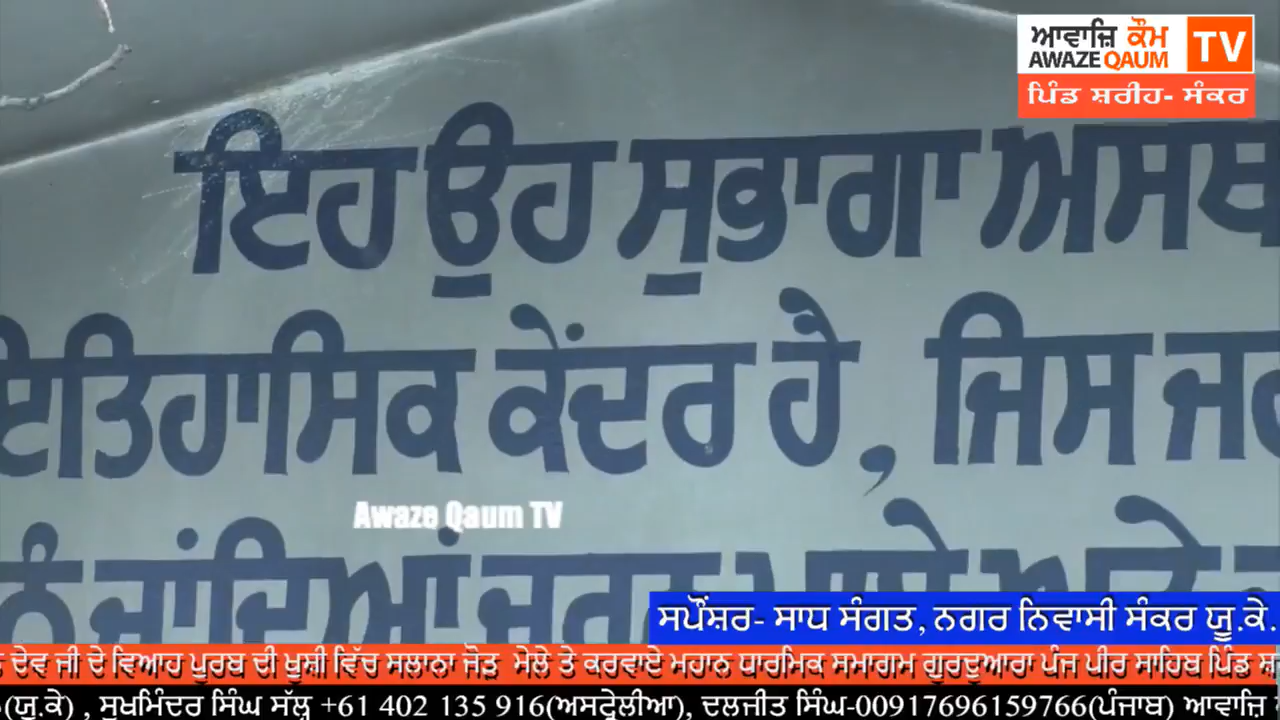 ਆਵਾਜ਼ਿ ਕੌਮ TV
AWAZE QAUM
ਪਿੰਡ ਸ਼ਰੀਹ- ਸੰਕਰ
ਇਹ ਉਹ ਸੁਭਾਗਾ
ਇਤਿਹਾਸਿਕ ਕੇਂਦਰ ਹੈ, ਜਿਸ
Awaze Qaum TV
ਸਪੌਂਸ਼ਰ- ਸਾਧ ਸੰਗਤ, ਨਗਰ ਨਿਵਾਸੀ ਸੰਕਰ ਯੂ.ਕੇ.
ਦੇਵ ਜੀ ਦੇ ਵਿਆਹ ਪੁਰਬ ਦੀ ਖੁਸ਼ੀ ਵਿੱਚ ਸਲਾਨਾ ਜੋੜ ਮੇਲੇ ਤੇ ਕਰਵਾਏ ਮਹਾਨ ਧਾਰਮਿਕ ਸਮਾਗਮ ਗੁਰਦੁਆਰਾ ਪੰਜ ਪੀਰ ਸਾਹਿਬ ਪਿੰਡ
(ਯੂ.ਕੇ) , ਸੁਖਮਿੰਦਰ ਸਿੰਘ ਸੱਲ੍ਹ +61 402 135 916(ਅਸਟ੍ਰੇਲੀਆ), ਦਲਜੀਤ ਸਿੰਘ-00917696159766(ਪੰਜਾਬ) ਆਵਾਜ਼ਿ